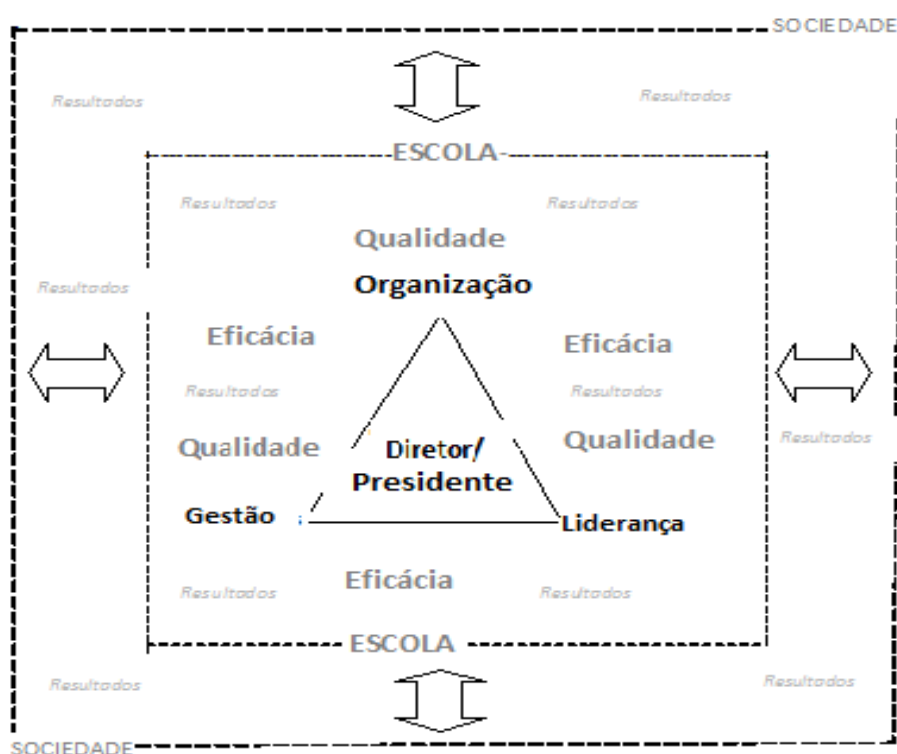 SOCIEDADE
Resultados
Resultados
ESCOLA
Resultados
Resultados
Qualidade
Organização
Resultados
Eficácia
Eficácia
Resultados
Resultados
Qualidade
Diretor/
Presidente
Qualidade
Resultados
Gestão
Liderança
Eficácia
Resultados
Resultados
ESCOLA
Resultados
Resultados
SOCIEDADE